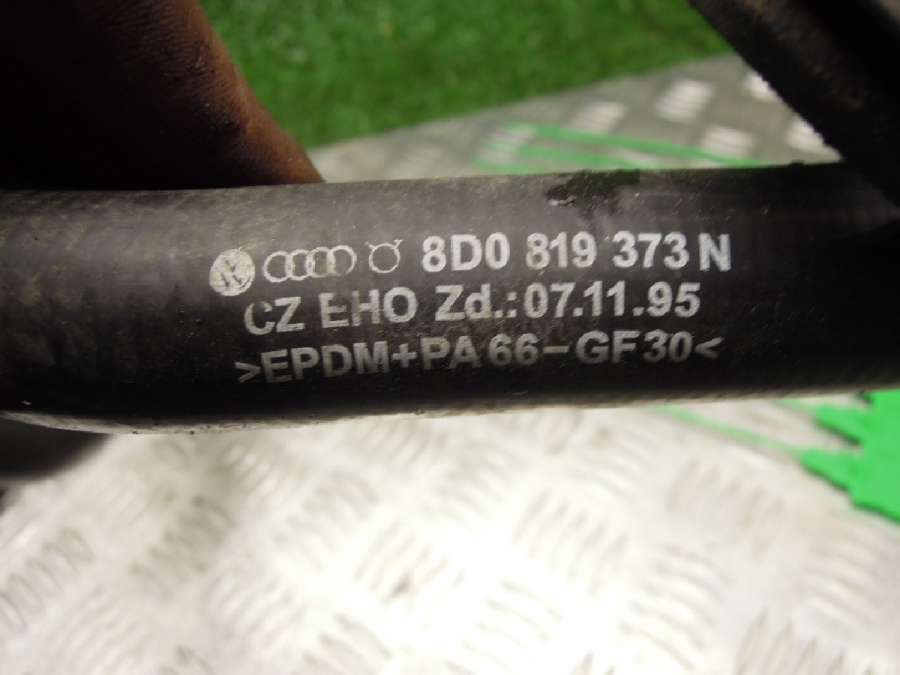 8D0 819 373 N
CZ EHO Zd.:07.11.95
>EPDM+PA66-GF30<